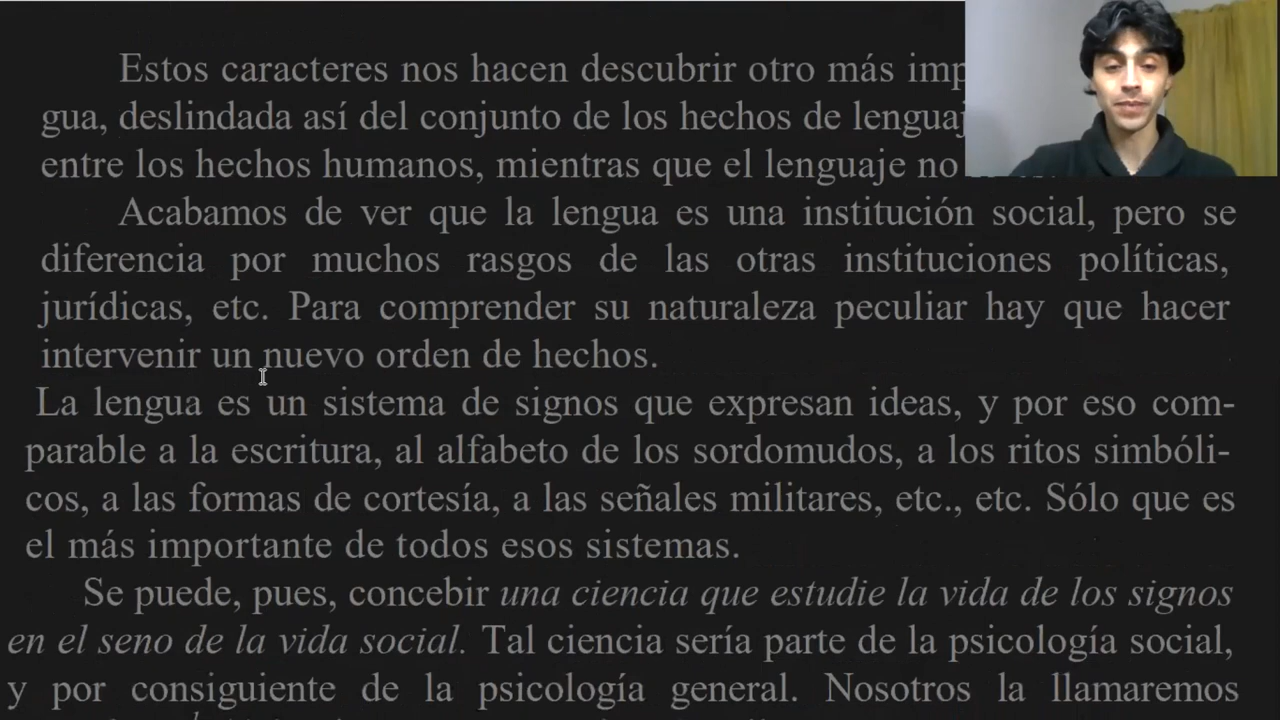 Estos caracteres nos hacen descubrir otro más
gua, deslindada así del conjunto de los hechos de
entre los hechos humanos, mientras que el lenguaje no
Acabamos de ver que la lengua es una institución social, pero se
diferencia por muchos rasgos de las otras instituciones políticas,
jurídicas, etc. Para comprender su naturaleza peculiar hay que hacer
intervenir un nuevo orden de hechos.
La lengua es un sistema de signos que expresan ideas, y por eso com-
parable a la escritura, al alfabeto de los sordomudos, a los ritos simbóli-
cos, a las formas de cortesía, a las señales militares, etc., etc. Sólo que es
el más importante de todos esos sistemas.
Se puede, pues, concebir una ciencia que estudie la vida de los signos
en el seno de la vida social. Tal ciencia sería parte de la psicología social,
y por consiguiente de la psicología general. Nosotros la llamaremos